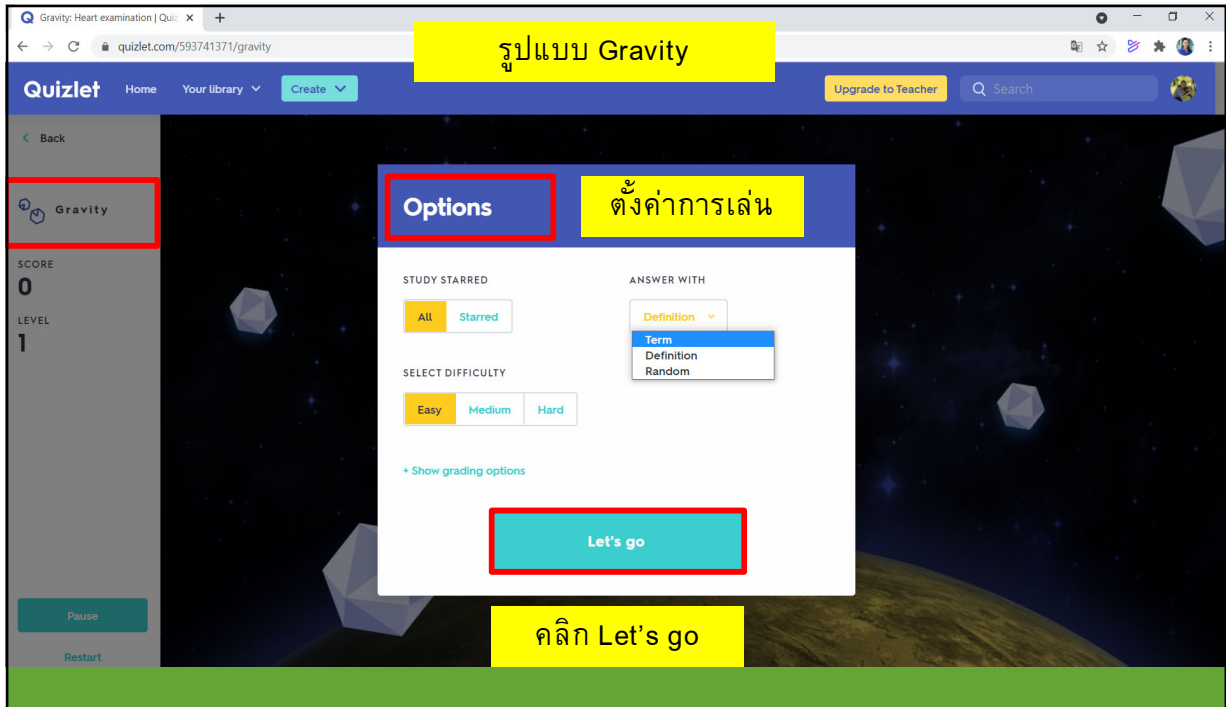 Gravity: Heart examination | Quiz
quizlet.com/593741371/gravity
รูปแบบ Gravity
Quizlet Home Your library Create Upgrade to Teacher Search
Back
Gravity
SCORE
0
LEVEL
1
Pause
Restart
Options
ตั้งค่าการเล่น
STUDY STARRED
All Starred
ANSWER WITH
Definition
Term
Definition
Random
SELECT DIFFICULTY
Easy Medium Hard
+ Show grading options
Let's go
คลิก Let’s go